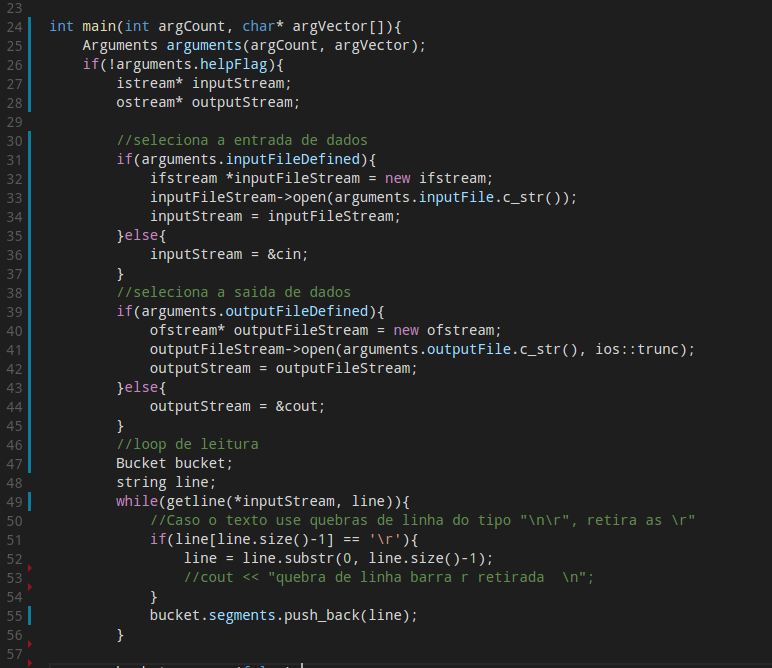 23
24 int main(int argCount, char* argVector[]){
25     Arguments arguments(argCount, argVector);
26     if(!arguments.helpFlag){
27         istream* inputStream;
28         ostream* outputStream;
29
30         //seleciona a entrada de dados
31         if(arguments.inputFileDefined){
32             ifstream *inputFileStream = new ifstream;
33             inputFileStream->open(arguments.inputFile.c_str());
34             inputStream = inputFileStream;
35         }else{
36             inputStream = &cin;
37         }
38         //seleciona a saida de dados
39         if(arguments.outputFileDefined){
40             ofstream* outputFileStream = new ofstream;
41             outputFileStream->open(arguments.outputFile.c_str(), ios::trunc);
42             outputStream = outputFileStream;
43         }else{
44             outputStream = &cout;
45         }
46         //loop de leitura
47         Bucket bucket;
48         string line;
49         while(getline(*inputStream, line)){
50             //Caso o texto use quebras de linha do tipo "\n\r", retira as \r"
51             if(line[line.size()-1] == '\r'){
52                 line = line.substr(0, line.size()-1);
53                 //cout << "quebra de linha barra r retirada  \n";
54             }
55             bucket.segments.push_back(line);
56         }
57